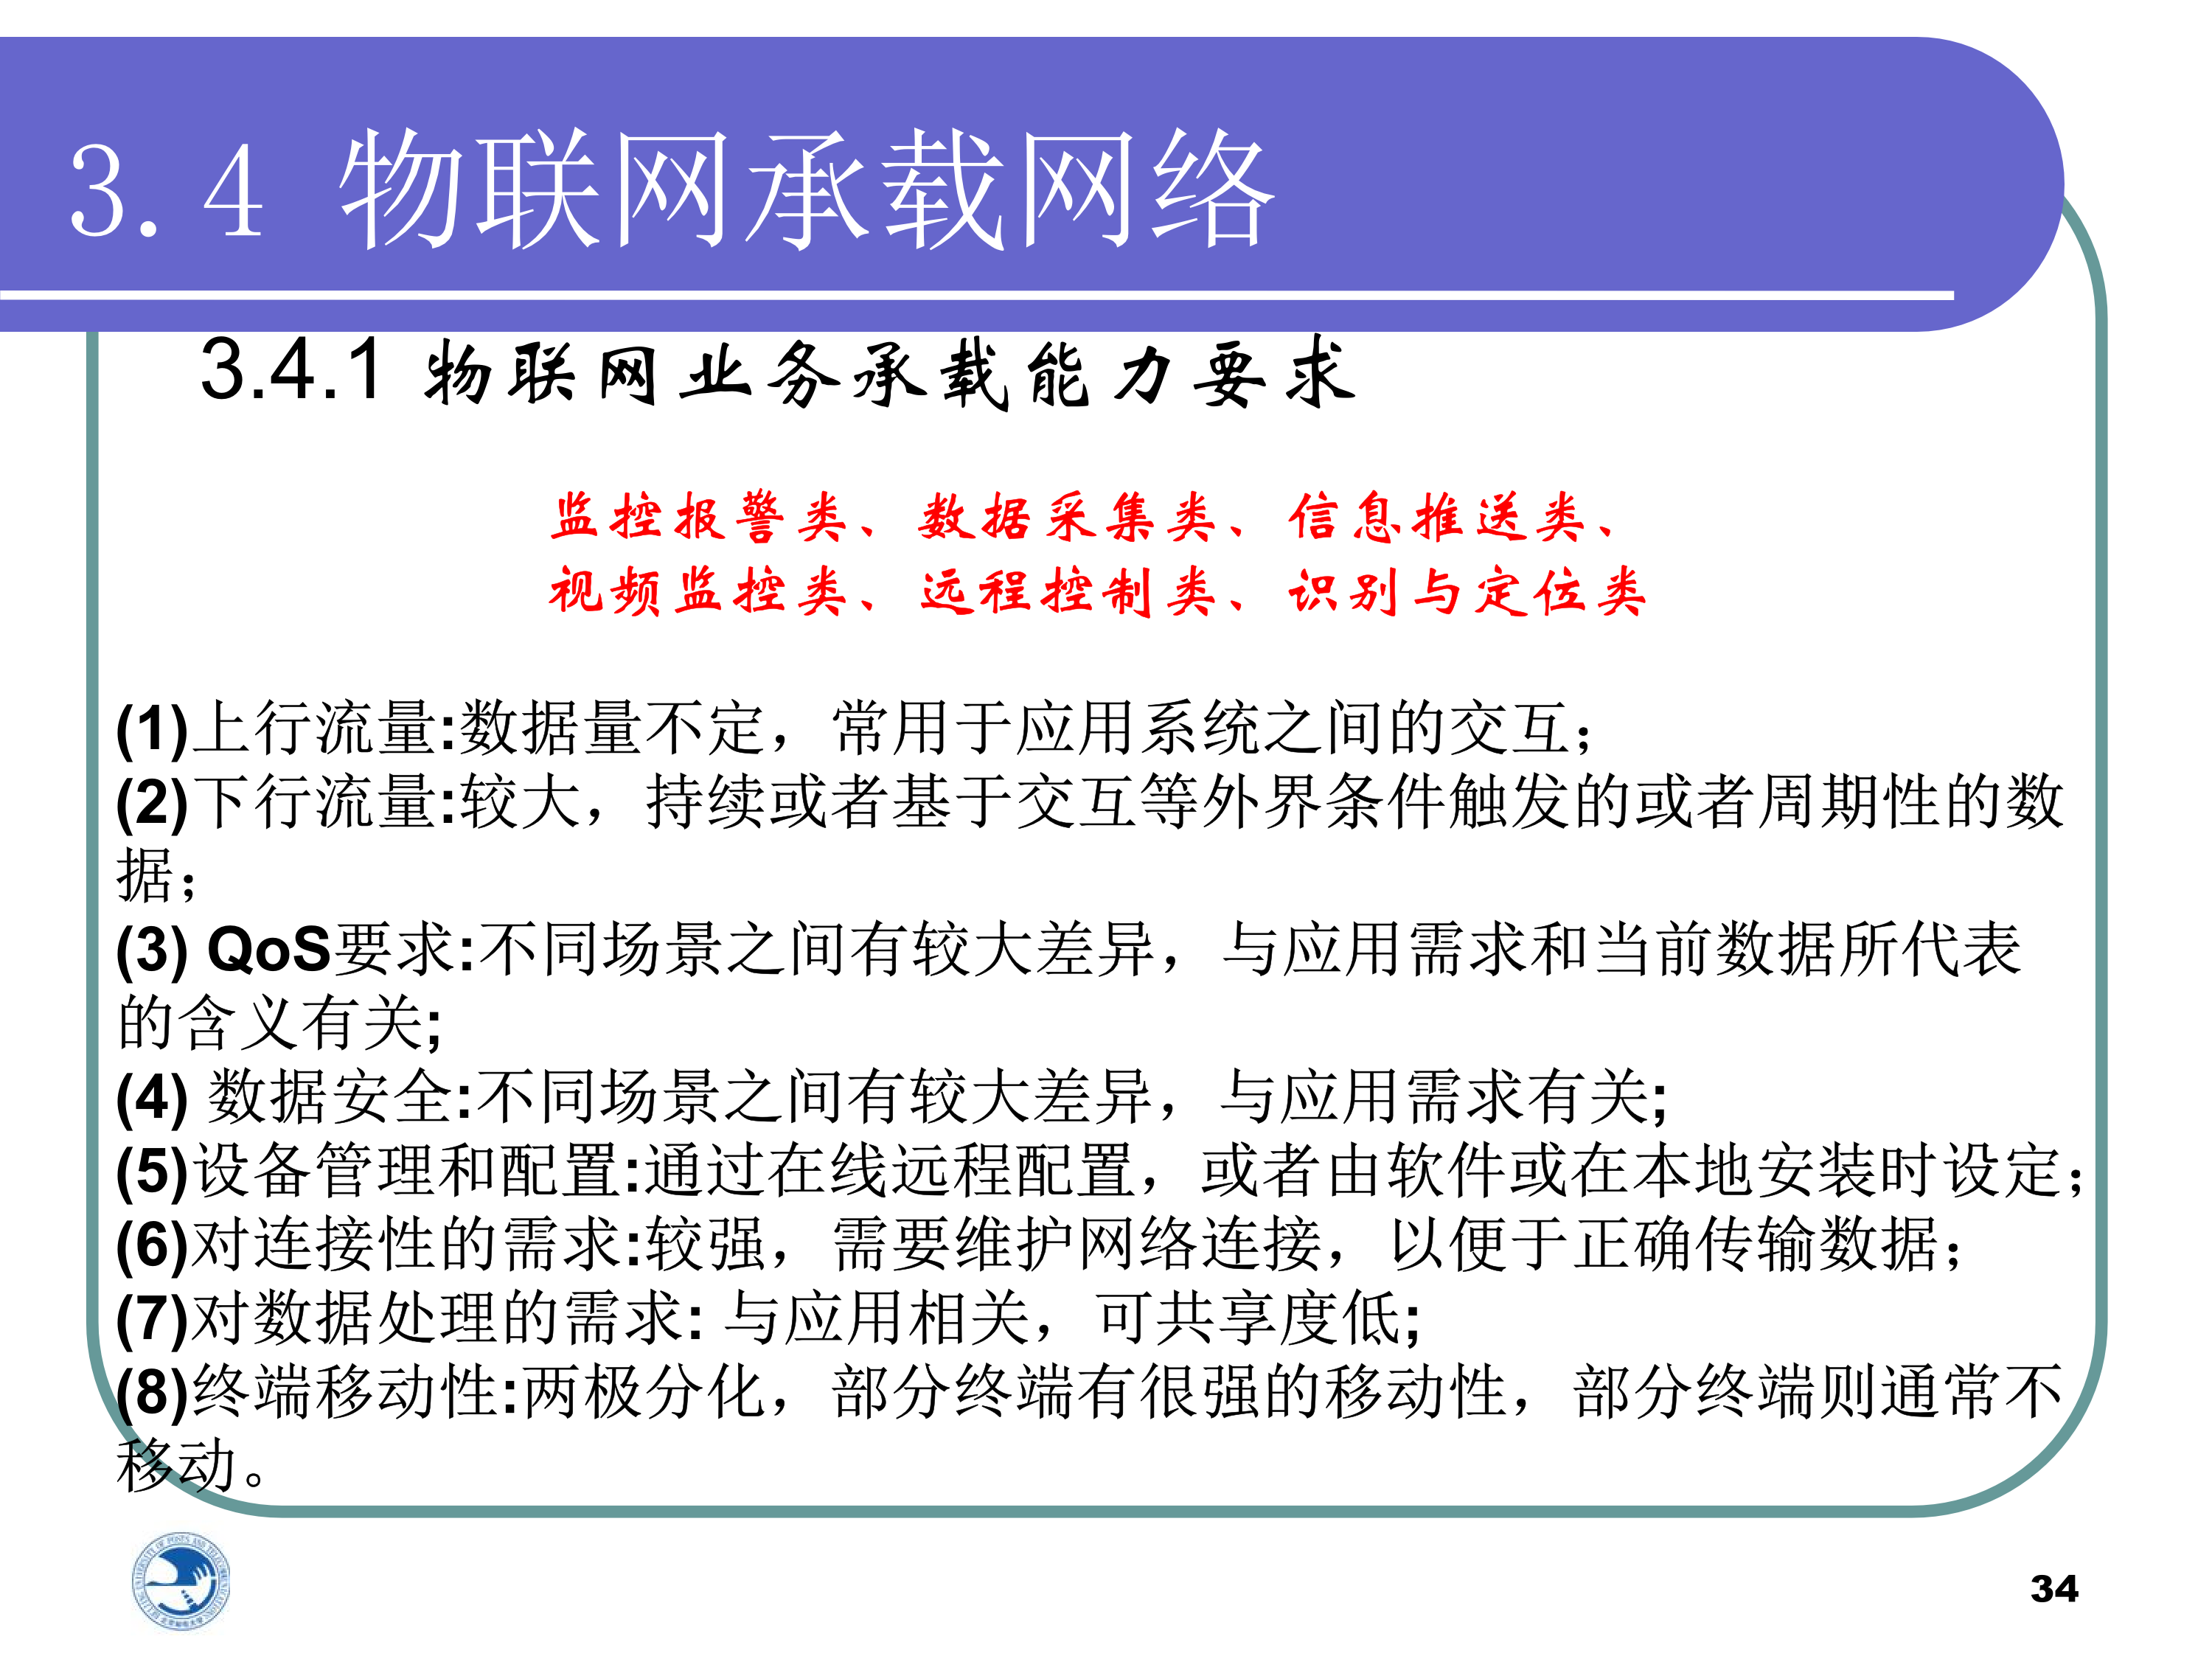 3.4 物联网承载网络
3.4.1 物联网业务承载能力要求
监控报警类、数据采集类、信息推送类、
视频监控类、远程控制类、识别与定位类
(1)上行流量:数据量不定，常用于应用系统之间的交互；
(2)下行流量:较大，持续或者基于交互等外界条件触发的或者周期性的数
据；
(3) QoS要求:不同场景之间有较大差异，与应用需求和当前数据所代表
的含义有关;
(4) 数据安全:不同场景之间有较大差异，与应用需求有关;
(5)设备管理和配置:通过在线远程配置，或者由软件或在本地安装时设定；
(6)对连接性的需求:较强，需要维护网络连接，以便于正确传输数据；
(7)对数据处理的需求: 与应用相关，可共享度低;
(8)终端移动性:两极分化，部分终端有很强的移动性，部分终端则通常不
移动。
34